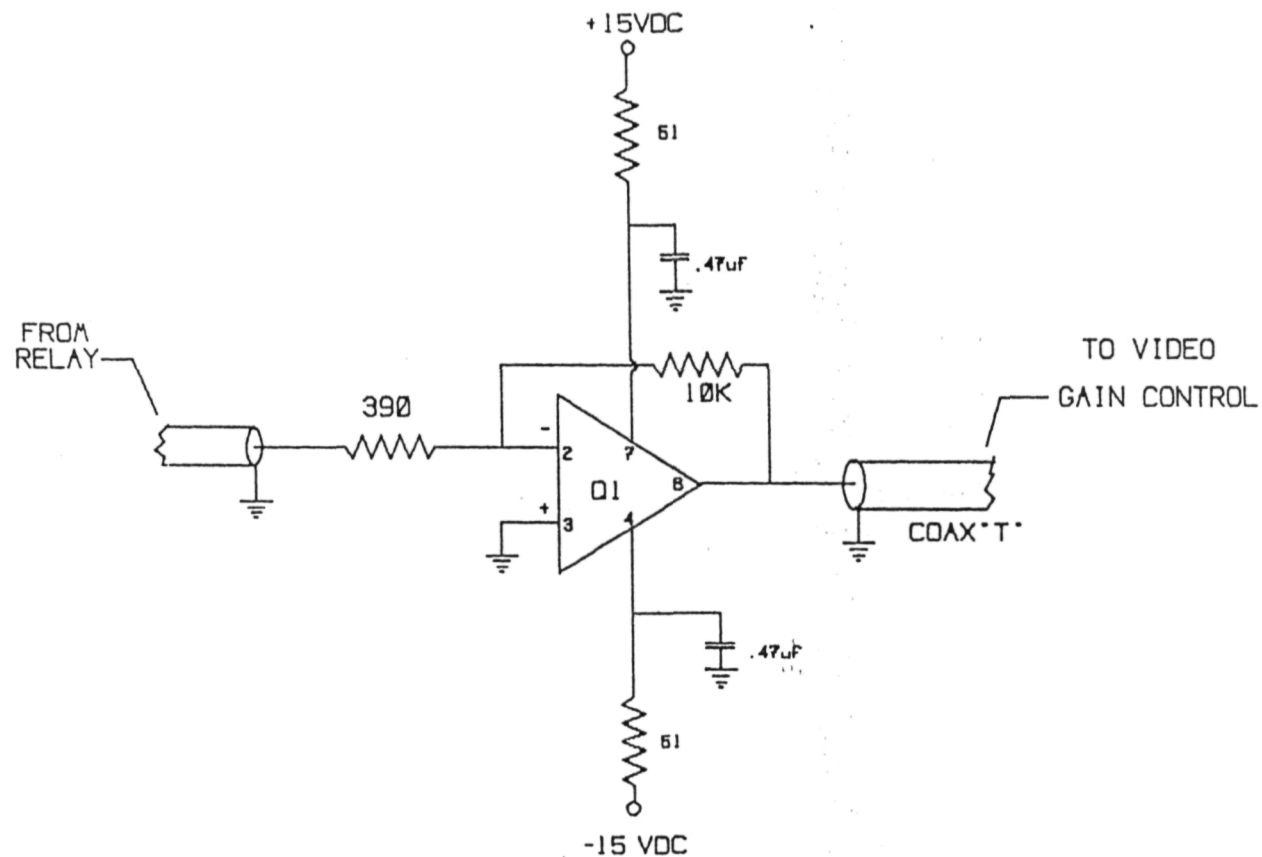 +15VDC
51
.47uf
FROM
RELAY
TO VIDEO
GAIN CONTROL
10K
390
-
2
7
Q1
6
+
3
4
COAX"T"
.47uf
51
-15 VDC